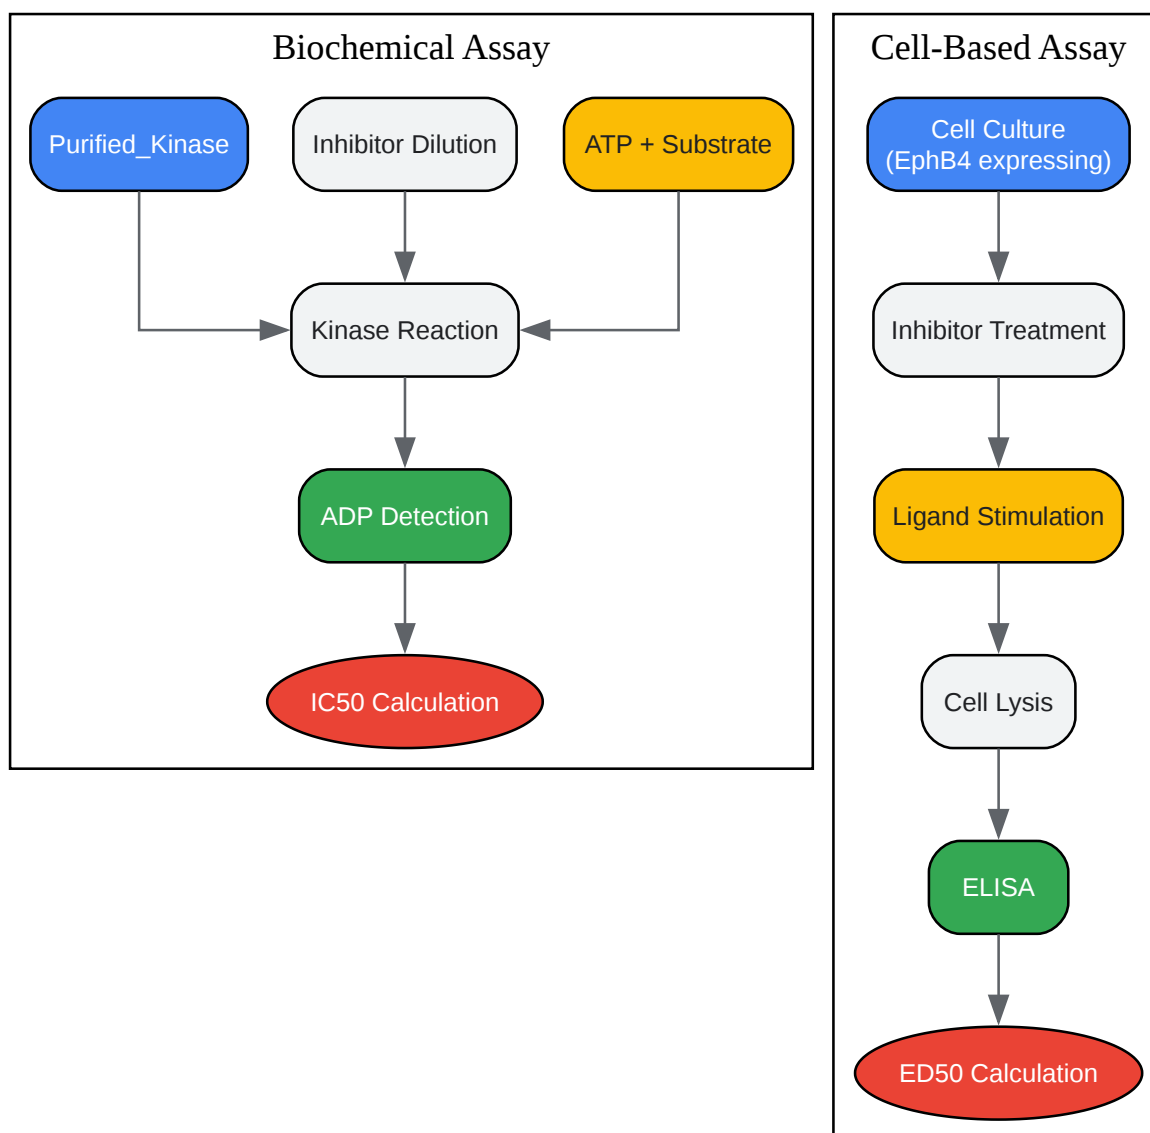 Biochemical Assay
Purified_Kinase
Inhibitor Dilution
ATP + Substrate
Kinase Reaction
ADP Detection
IC50 Calculation
Cell-Based Assay
Cell Culture
(EphB4 expressing)
Inhibitor Treatment
Ligand Stimulation
Cell Lysis
ELISA
ED50 Calculation